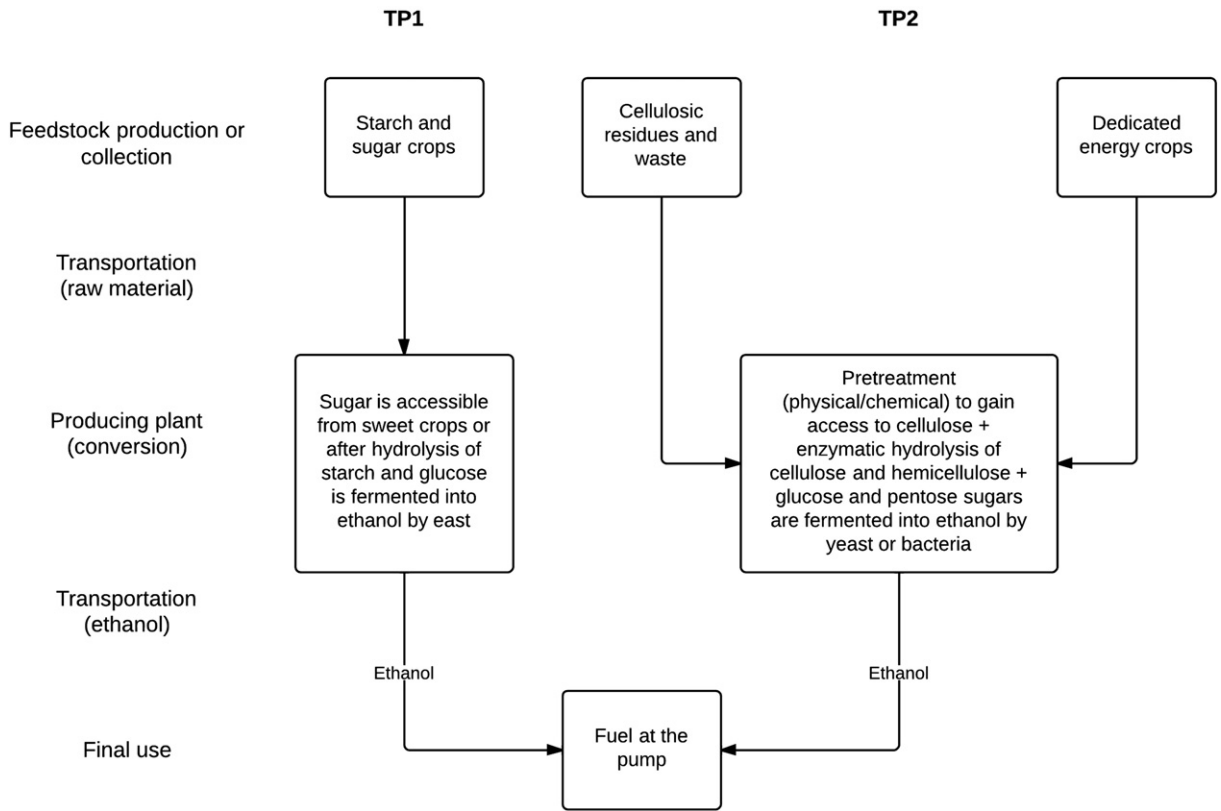 TP1
TP2
Feedstock production or
collection
Starch and
sugar crops
Cellulosic
residues and
waste
Dedicated
energy crops
Transportation
(raw material)
Producing plant
(conversion)
Sugar is accessible
from sweet crops or
after hydrolysis of
starch and glucose
is fermented into
ethanol by east
Pretreatment
(physical/chemical) to gain
access to cellulose +
enzymatic hydrolysis of
cellulose and hemicellulose +
glucose and pentose sugars
are fermented into ethanol by
yeast or bacteria
Transportation
(ethanol)
Ethanol
Ethanol
Final use
Fuel at the
pump